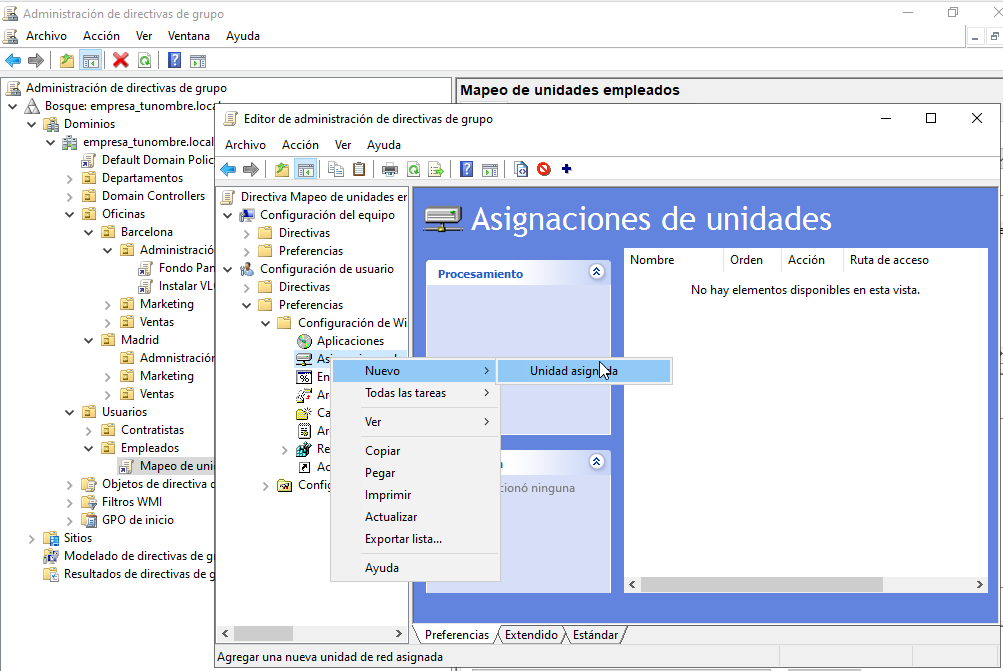 Administración de directivas de grupo
Archivo Acción Ver Ventana Ayuda
Administración de directivas de grupo
Bosque: empresa_tunombre.loca
Dominios
empresa_tunombre.local
Default Domain Polic
Departamentos
Domain Controllers
Oficinas
Barcelona
Administració
Fondo Pan
Instalar VL
Marketing
Ventas
Madrid
Admnistración
Marketing
Ventas
Usuarios
Contratistas
Empleados
Mapeo de uni
Objetos de directiva d
Filtros WMI
GPO de inicio
Sitios
Modelado de directivas de gr
Resultados de directivas de g
Mapeo de unidades empleados
Editor de administración de directivas de grupo
Archivo Acción Ver Ayuda
Directiva Mapeo de unidades er
Configuración del equipo
Directivas
Preferencias
Configuración de usuario
Directivas
Preferencias
Configuración de Wi
Aplicaciones
En
Ar
Ca
Ar
Re
Ac
Config
Nuevo
Todas las tareas
Ver
Copiar
Pegar
Imprimir
Actualizar
Exportar lista...
Ayuda
Unidad asignada
Asignaciones de unidades
Procesamiento
cionó ninguna
Nombre Orden Acción Ruta de acceso
No hay elementos disponibles en esta vista.
Preferencias Extendido Estándar
Agregar una nueva unidad de red asignada